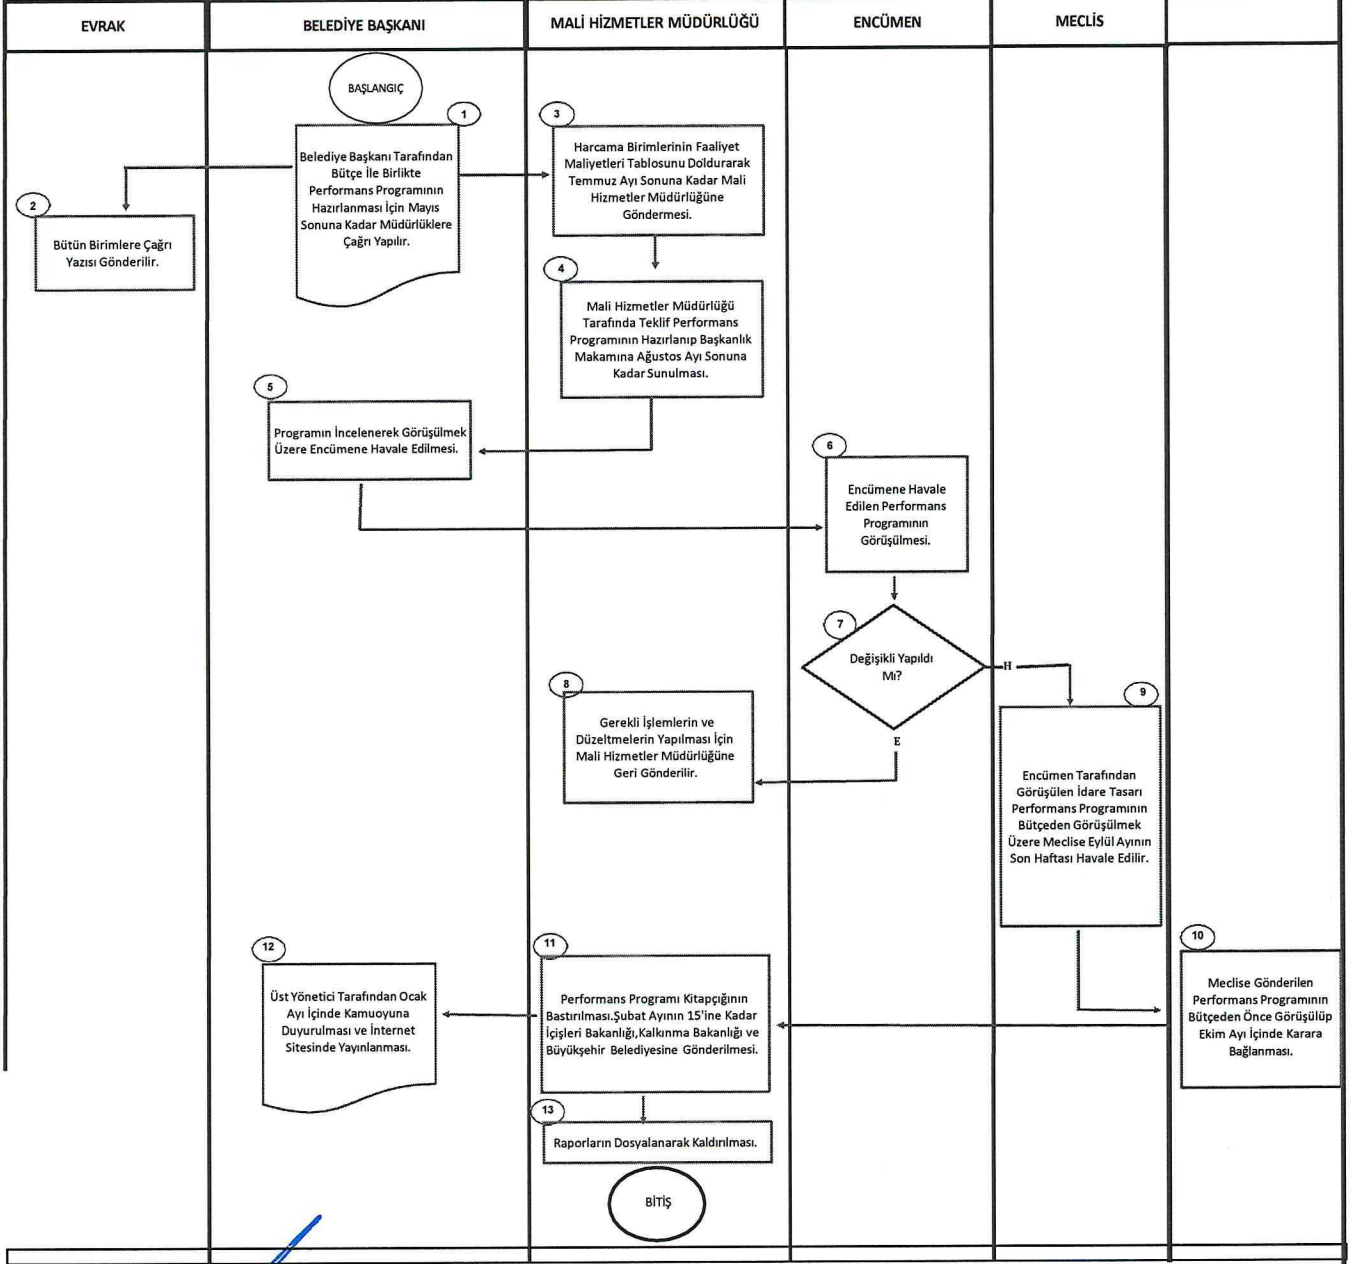 EVRAK
BELEDİYE BAŞKANI
MALİ HİZMETLER MÜDÜRLÜĞÜ
ENCÜMEN
MECLİS
BAŞLANGIÇ
1
Belediye Başkanı Tarafından
Bütçe İle Birlikte
Performans Programının
Hazırlanması İçin Mayıs
Sonuna Kadar Müdürlüklere
Çağrı Yapılır.
2
Bütün Birimlere Çağrı
Yazısı Gönderilir.
3
Harcama Birimlerinin Faaliyet
Maliyetleri Tablosunu Doldurarak
Temmuz Ayı Sonuna Kadar Mali
Hizmetler Müdürlüğüne
Göndermesi.
4
Mali Hizmetler Müdürlüğü
Tarafında Teklif Performans
Programının Hazırlanıp Başkanlık
Makamına Ağustos Ayı Sonuna
Kadar Sunulması.
5
Programın İncelenerek Görüşülmek
Üzere Encümene Havale Edilmesi.
6
Encümene Havale
Edilen Performans
Programının
Görüşülmesi.
7
Değişikli Yapıldı
Mı?
H
E
8
Gerekli İşlemlerin ve
Düzeltmelerin Yapılması İçin
Mali Hizmetler Müdürlüğüne
Geri Gönderilir.
9
Encümen Tarafından
Görüşülen İdare Tasarı
Performans Programının
Bütçeden Görüşülmek
Üzere Meclise Eylül Ayının
Son Haftası Havale Edilir.
10
Meclise Gönderilen
Performans Programının
Bütçeden Önce Görüşülüp
Ekim Ayı İçinde Karara
Bağlanması.
11
Performans Programı Kitapçığının
Bastırılması.Şubat Ayının 15'ine Kadar
İçişleri Bakanlığı,Kalkınma Bakanlığı ve
Büyükşehir Belediyesine Gönderilmesi.
12
Üst Yönetici Tarafından Ocak
Ayı İçinde Kamuoyuna
Duyurulması ve İnternet
Sitesinde Yayınlanması.
13
Raporların Dosyalanarak Kaldırılması.
BİTİŞ